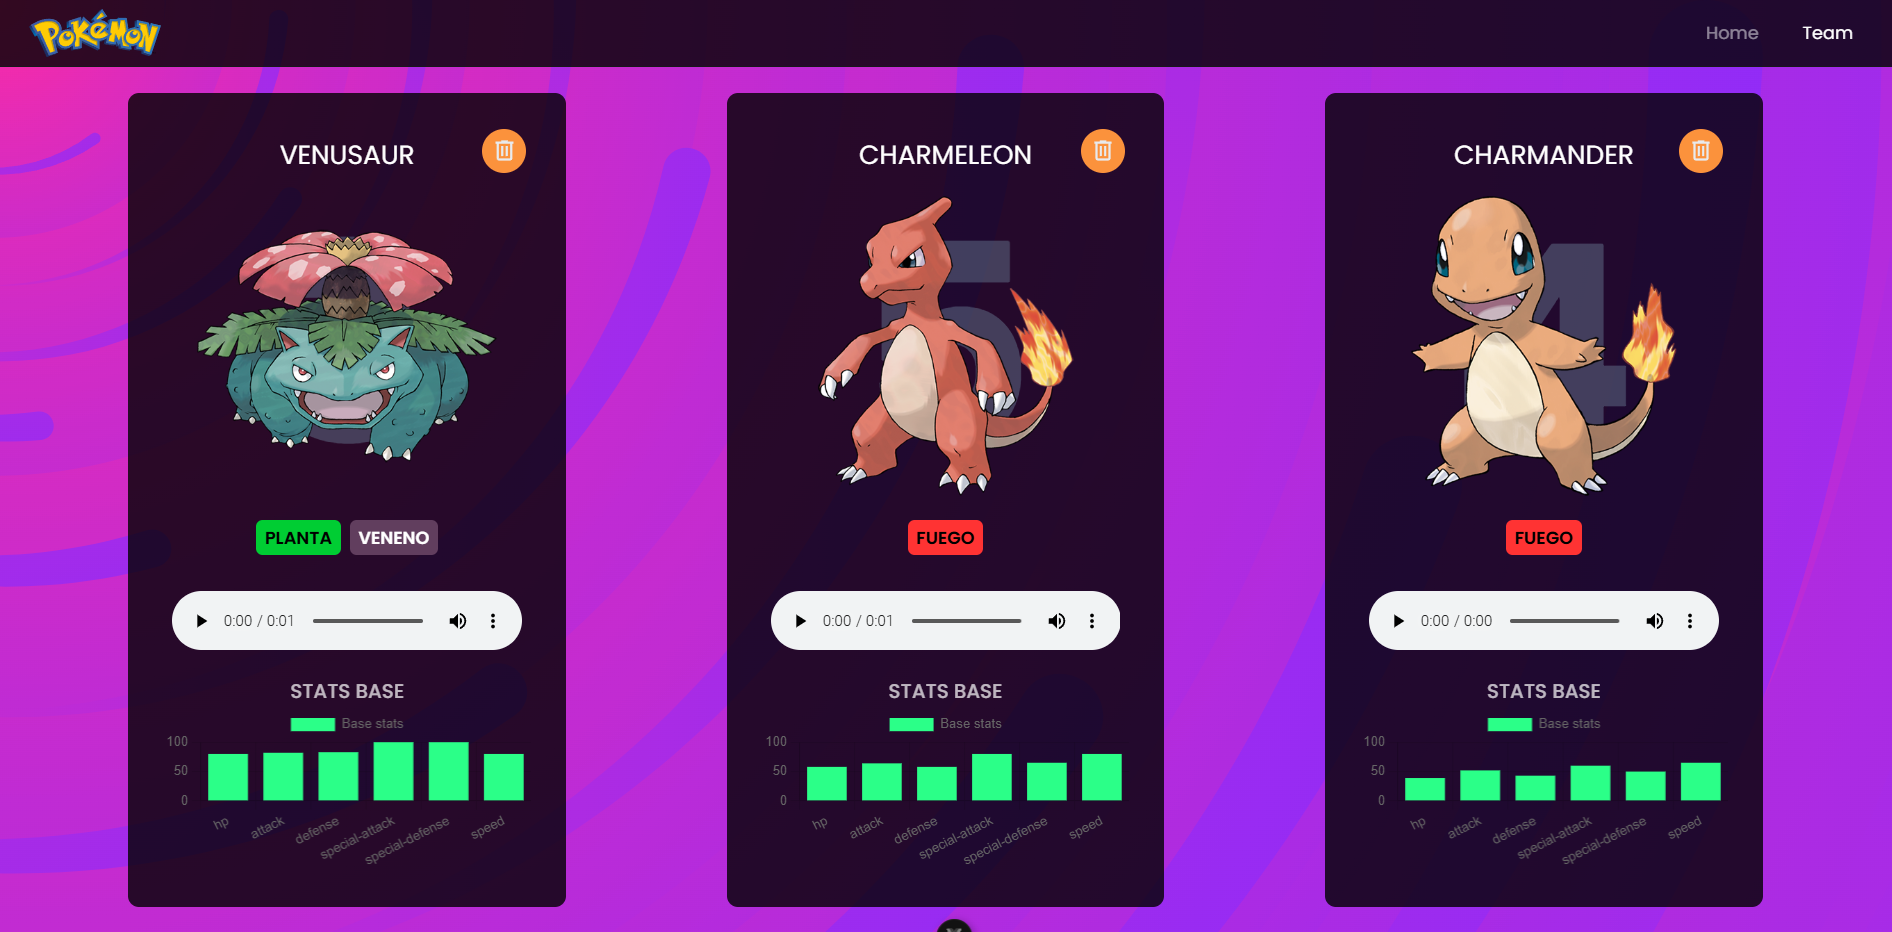 Pokémon
Home
Team
VENUSAUR
PLANTA
VENENO
0:00 / 0:01
STATS BASE
Base stats
100
50
0
hp
attack
defense
special-attack
special-defense
speed
CHARMELEON
5
FUEGO
0:00 / 0:01
STATS BASE
Base stats
100
50
0
hp
attack
defense
special-attack
special-defense
speed
CHARMANDER
4
FUEGO
0:00 / 0:00
STATS BASE
Base stats
100
50
0
hp
attack
defense
special-attack
special-defense
speed